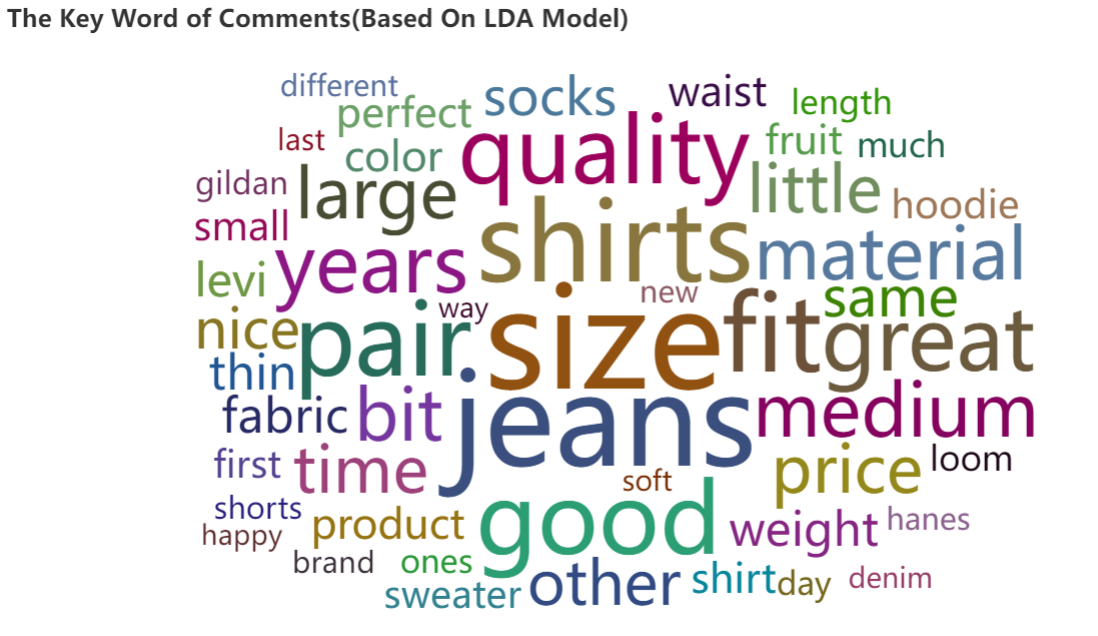 The Key Word of Comments(Based On LDA Model)
different
perfect
socks
waist
length
last
color
quality
fruit
much
gildan
large
little
hoodie
small
shirts
levi
years
material
way
new
same
nice
pair
size
fit
great
thin
fabric
bit
jeans
medium
first
time
soft
price
loom
shorts
happy
product
good
weight
hanes
brand
ones
sweater
other
shirt
day
denim